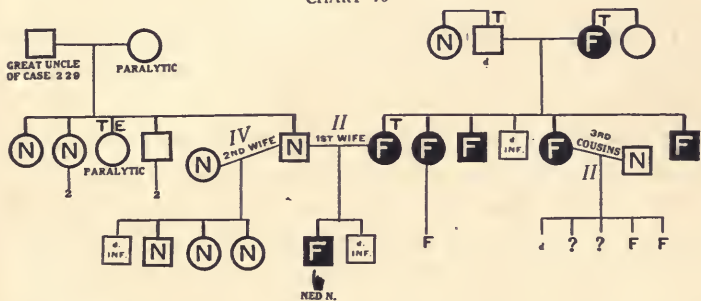 CHART
T
T
N
d
F
GREAT UNCLE
OF CASE 229
PARALYTIC
N
N
T E
PARALYTIC
2
2
N
IV
2ND WIFE
N
II
1ST WIFE
F
T
F
F
d
INF.
F
3RD
COUSINS
N
II
F
d.
INF.
N
N
N
F
d.
INF.
F
d
?
?
F
F
NED N.